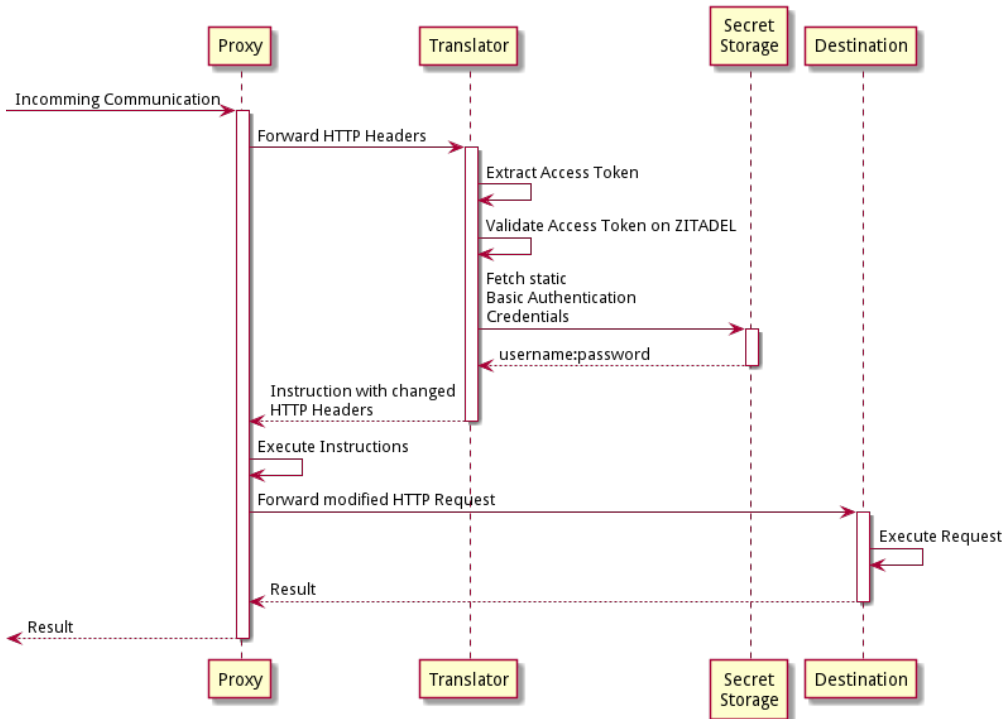 Secret
Proxy
Translator
Storage
Destination
Incomming Communication
Forward HTTP Headers
Extract Access Token
Validate Access Token on ZITADEL
Fetch static
Basic Authentication
Credentials
username:password
Instruction with changed
HTTP Headers
Execute Instructions
Forward modified HTTP Request
Execute Request
Result
Result
Proxy
Translator
Secret
Storage
Destination